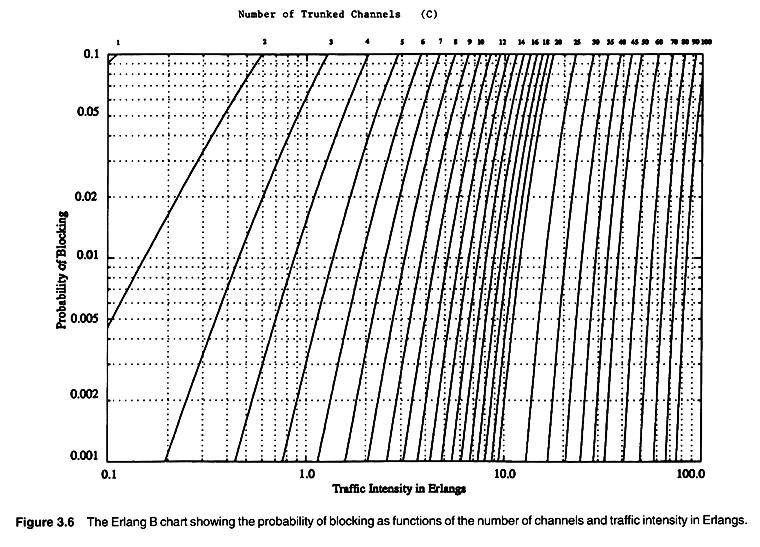 Number of Trunked Channels (C)
1 2 3 4 5 6 7 8 9 10 12 14 16 18 20 25 30 35 40 45 50 60 70 80 90 100
0.1
0.05
0.02
0.01
0.005
0.002
0.001
Probability of Blocking
0.1 1.0 10.0 100.0
Traffic Intensity in Erlangs
Figure 3.6 The Erlang B chart showing the probability of blocking as functions of the number of channels and traffic intensity in Erlangs.